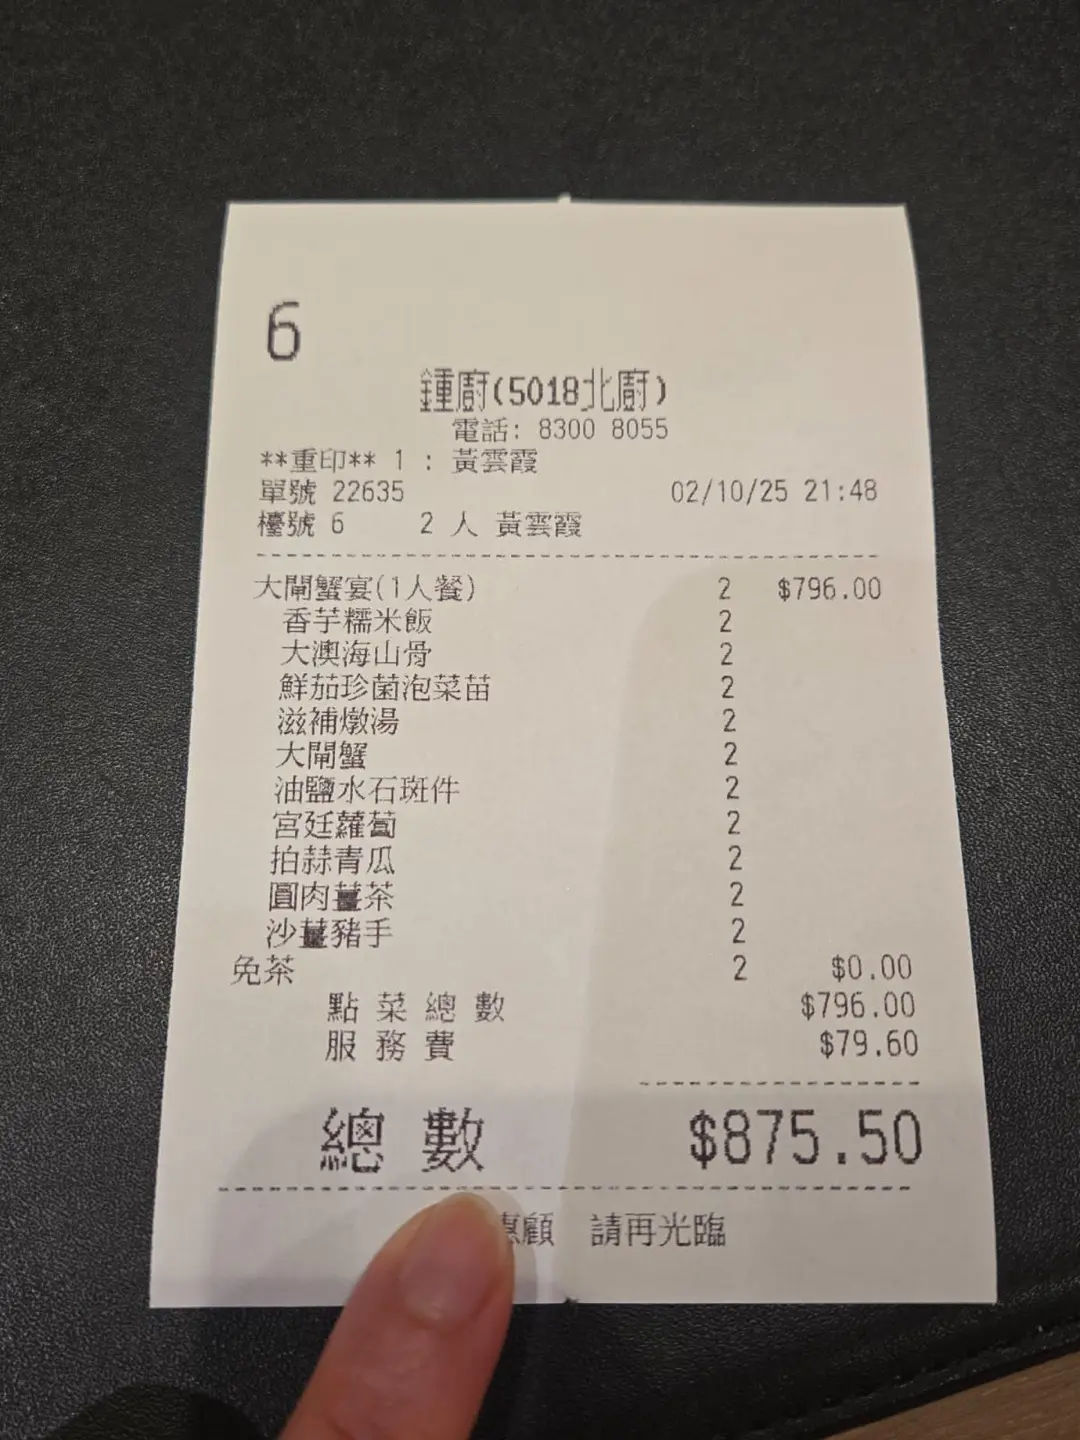 6
鍾廚(5018北廚)
電話: 8300 8055
**重印** 1 : 黃雲霞
單號 22635 02/10/25 21:48
檯號 6 2 人 黃雲霞
大閘蟹宴(1人餐) 2 $796.00
香芋糯米飯 2
大澳海山骨 2
鮮茄珍菌泡菜苗 2
滋補燉湯 2
大閘蟹 2
油鹽水石斑件 2
宮廷蘿蔔 2
拍蒜青瓜 2
圓肉薑茶 2
沙薑豬手 2
免茶 2 $0.00
點 菜 總 數 $796.00
服 務 費 $79.60
總 數 $875.50
惠顧 請再光臨